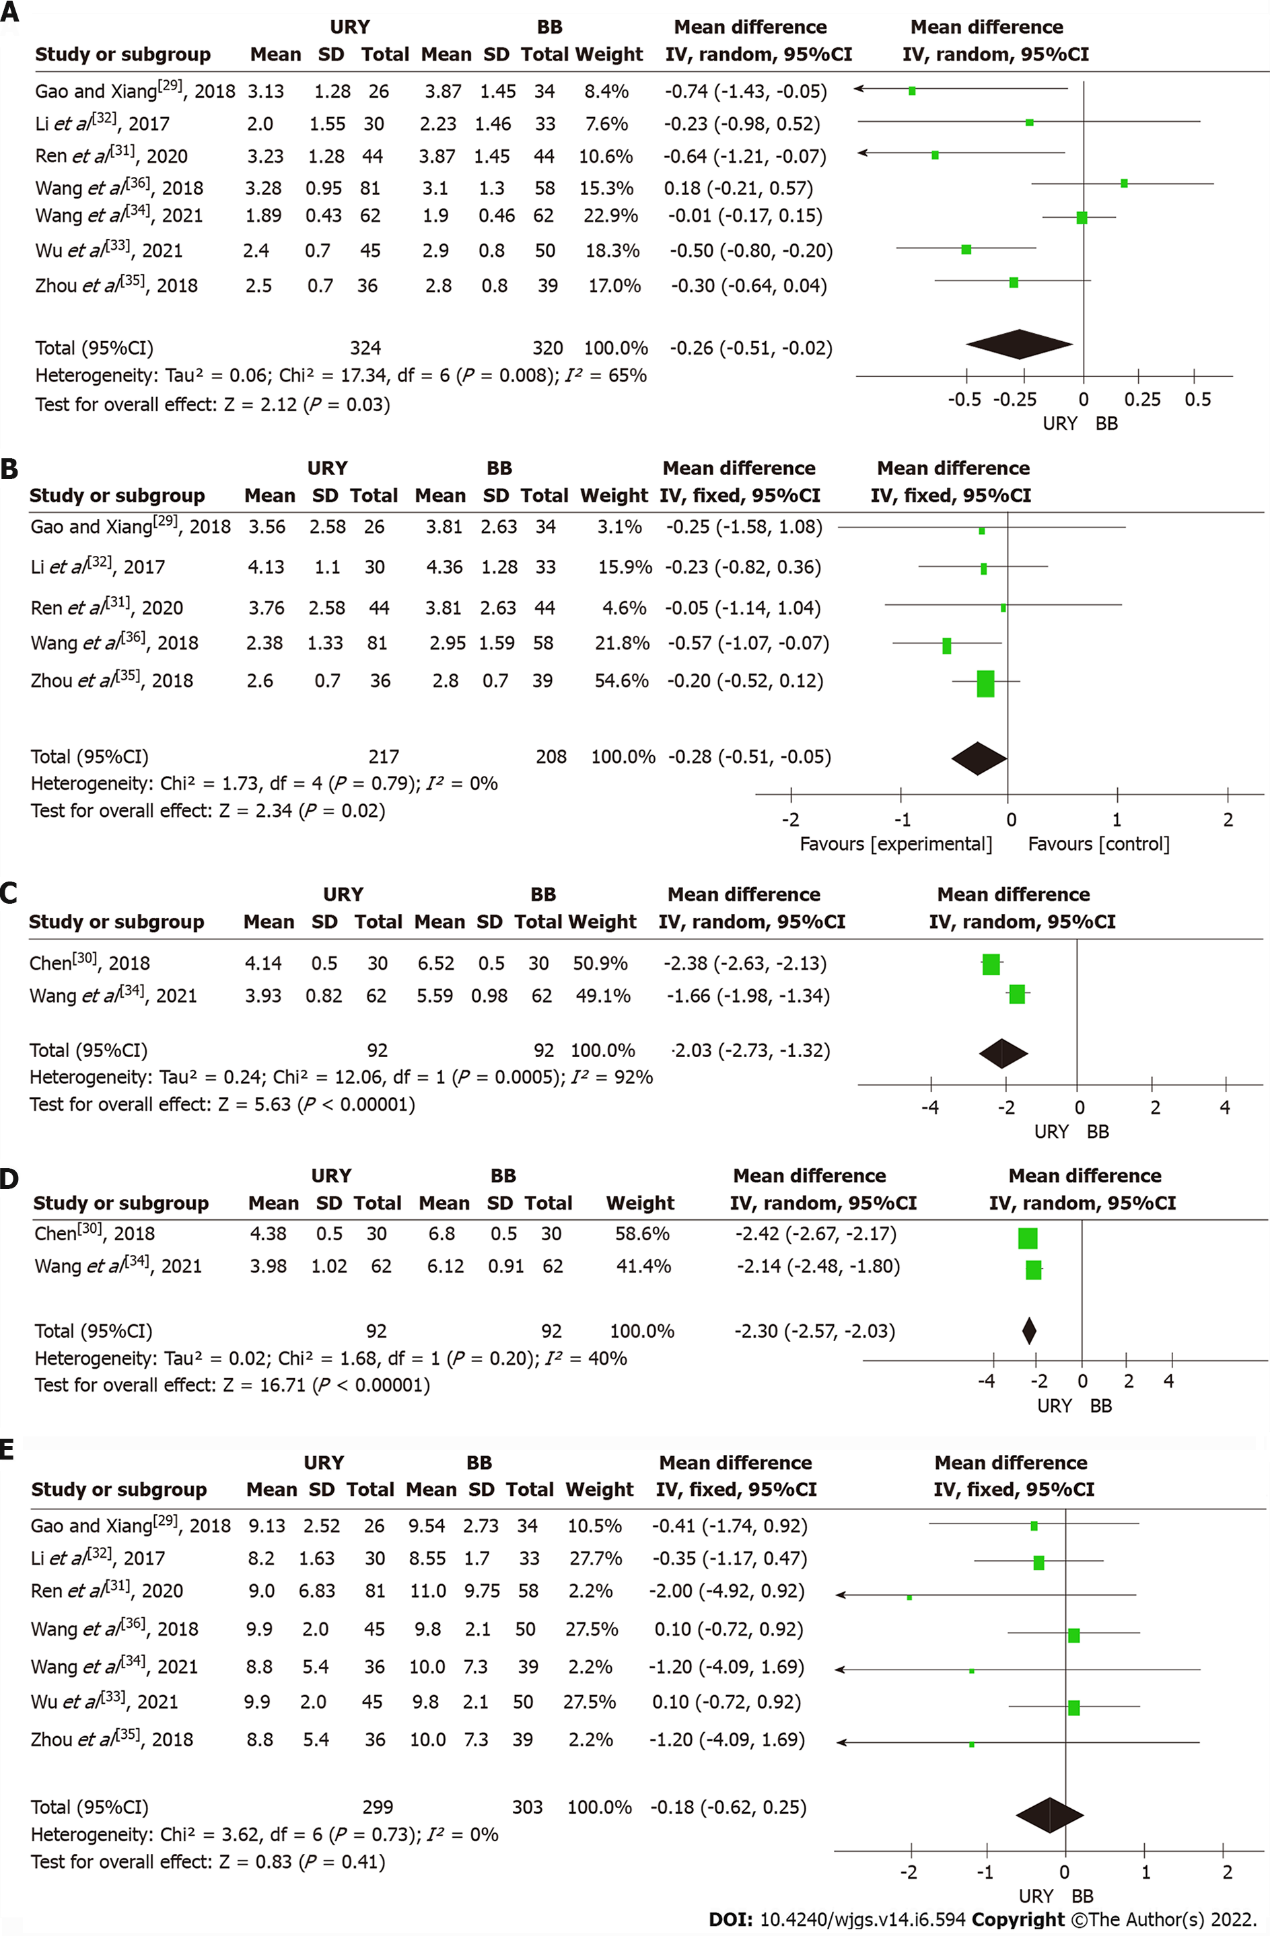 A
URY BB Mean difference Mean difference
Study or subgroup Mean SD Total Mean SD Total Weight IV, random, 95%CI IV, random, 95%CI
Gao and Xiang[29], 2018 3.13 1.28 26 3.87 1.45 34 8.4% -0.74 (-1.43, -0.05)
Li et al[32], 2017 2.0 1.55 30 2.23 1.46 33 7.6% -0.23 (-0.98, 0.52)
Ren et al[31], 2020 3.23 1.28 44 3.87 1.45 44 10.6% -0.64 (-1.21, -0.07)
Wang et al[36], 2018 3.28 0.95 81 3.1 1.3 58 15.3% 0.18 (-0.21, 0.57)
Wang et al[34], 2021 1.89 0.43 62 1.9 0.46 62 22.9% -0.01 (-0.17, 0.15)
Wu et al[33], 2021 2.4 0.7 45 2.9 0.8 50 18.3% -0.50 (-0.80, -0.20)
Zhou et al[35], 2018 2.5 0.7 36 2.8 0.8 39 17.0% -0.30 (-0.64, 0.04)
Total (95%CI) 324 320 100.0% -0.26 (-0.51, -0.02)
Heterogeneity: Tau² = 0.06; Chi² = 17.34, df = 6 (P = 0.008); I² = 65%
Test for overall effect: Z = 2.12 (P = 0.03)
-0.5 -0.25 0 0.25 0.5
URY BB
B
URY BB Mean difference Mean difference
Study or subgroup Mean SD Total Mean SD Total Weight IV, fixed, 95%CI IV, fixed, 95%CI
Gao and Xiang[29], 2018 3.56 2.58 26 3.81 2.63 34 3.1% -0.25 (-1.58, 1.08)
Li et al[32], 2017 4.13 1.1 30 4.36 1.28 33 15.9% -0.23 (-0.82, 0.36)
Ren et al[31], 2020 3.76 2.58 44 3.81 2.63 44 4.6% -0.05 (-1.14, 1.04)
Wang et al[36], 2018 2.38 1.33 81 2.95 1.59 58 21.8% -0.57 (-1.07, -0.07)
Zhou et al[35], 2018 2.6 0.7 36 2.8 0.7 39 54.6% -0.20 (-0.52, 0.12)
Total (95%CI) 217 208 100.0% -0.28 (-0.51, -0.05)
Heterogeneity: Chi² = 1.73, df = 4 (P = 0.79); I² = 0%
Test for overall effect: Z = 2.34 (P = 0.02)
-2 -1 0 1 2
Favours [experimental] Favours [control]
C
URY BB Mean difference Mean difference
Study or subgroup Mean SD Total Mean SD Total Weight IV, random, 95%CI IV, random, 95%CI
Chen[30], 2018 4.14 0.5 30 6.52 0.5 30 50.9% -2.38 (-2.63, -2.13)
Wang et al[34], 2021 3.93 0.82 62 5.59 0.98 62 49.1% -1.66 (-1.98, -1.34)
Total (95%CI) 92 92 100.0% -2.03 (-2.73, -1.32)
Heterogeneity: Tau² = 0.24; Chi² = 12.06, df = 1 (P = 0.0005); I² = 92%
Test for overall effect: Z = 5.63 (P < 0.00001)
-4 -2 0 2 4
URY BB
D
URY BB Mean difference Mean difference
Study or subgroup Mean SD Total Mean SD Total Weight IV, random, 95%CI IV, random, 95%CI
Chen[30], 2018 4.38 0.5 30 6.8 0.5 30 58.6% -2.42 (-2.67, -2.17)
Wang et al[34], 2021 3.98 1.02 62 6.12 0.91 62 41.4% -2.14 (-2.48, -1.80)
Total (95%CI) 92 92 100.0% -2.30 (-2.57, -2.03)
Heterogeneity: Tau² = 0.02; Chi² = 1.68, df = 1 (P = 0.20); I² = 40%
Test for overall effect: Z = 16.71 (P < 0.00001)
-4 -2 0 2 4
URY BB
E
URY BB Mean difference Mean difference
Study or subgroup Mean SD Total Mean SD Total Weight IV, fixed, 95%CI IV, fixed, 95%CI
Gao and Xiang[29], 2018 9.13 2.52 26 9.54 2.73 34 10.5% -0.41 (-1.74, 0.92)
Li et al[32], 2017 8.2 1.63 30 8.55 1.7 33 27.7% -0.35 (-1.17, 0.47)
Ren et al[31], 2020 9.0 6.83 81 11.0 9.75 58 2.2% -2.00 (-4.92, 0.92)
Wang et al[36], 2018 9.9 2.0 45 9.8 2.1 50 27.5% 0.10 (-0.72, 0.92)
Wang et al[34], 2021 8.8 5.4 36 10.0 7.3 39 2.2% -1.20 (-4.09, 1.69)
Wu et al[33], 2021 9.9 2.0 45 9.8 2.1 50 27.5% 0.10 (-0.72, 0.92)
Zhou et al[35], 2018 8.8 5.4 36 10.0 7.3 39 2.2% -1.20 (-4.09, 1.69)
Total (95%CI) 299 303 100.0% -0.18 (-0.62, 0.25)
Heterogeneity: Chi² = 3.62, df = 6 (P = 0.73); I² = 0%
Test for overall effect: Z = 0.83 (P = 0.41)
-2 -1 0 1 2
URY BB
DOI: 10.4240/wjgs.v14.i6.594 Copyright ©The Author(s) 2022.